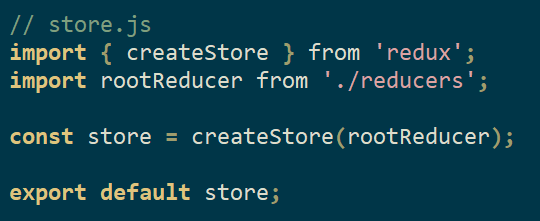 // store.js
import { createStore } from 'redux';
import rootReducer from './reducers';
const store = createStore(rootReducer);
export default store;